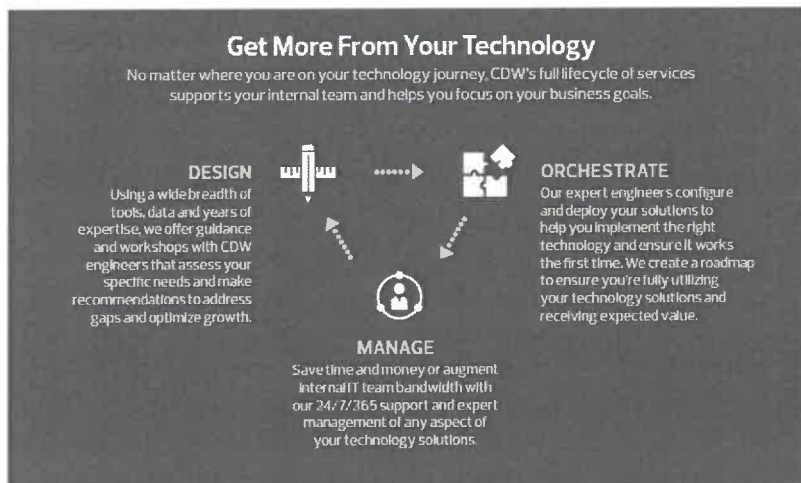 Get More From Your Technology
No matter where you are on your technology journey, CDW's full lifecycle of services
supports your internal team and helps you focus on your business goals.
DESIGN
Using a wide breadth of
tools, data and years of
expertise, we offer guidance
and workshops with CDW
engineers that assess your
specific needs and make
recommendations to address
gaps and optimize growth.
ORCHESTRATE
Our expert engineers configure
and deploy your solutions to
help you implement the right
technology and ensure it works
the first time. We create a roadmap
to ensure you're fully utilizing
your technology solutions and
receiving expected value.
MANAGE
Save time and money or augment
internal IT team bandwidth with
our 24/7/365 support and expert
management of any aspect of
your technology solutions.